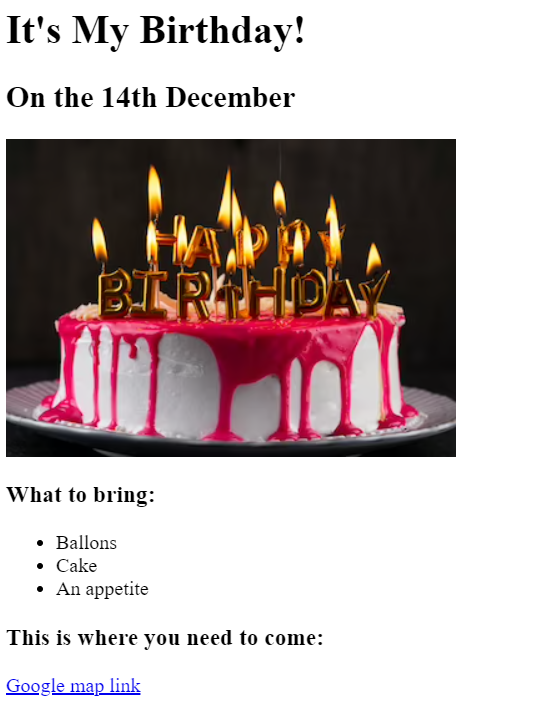 It's My Birthday!
On the 14th December
HAPPY
BIRTHDAY
What to bring:
Ballons
Cake
An appetite
This is where you need to come:
Google map link